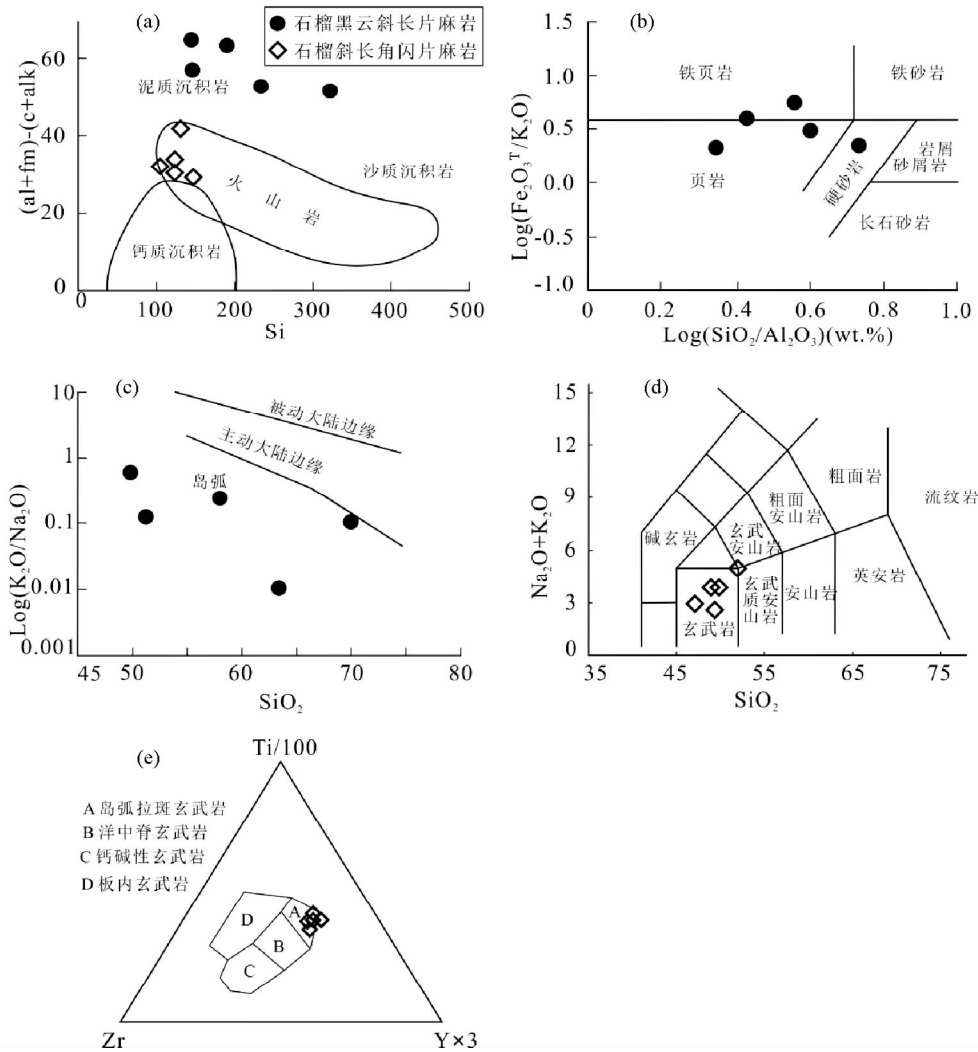 (a)
石榴黑云斜长片麻岩
石榴斜长角闪片麻岩
泥质沉积岩
沙质沉积岩
火山岩
钙质沉积岩
(al+fm)-(c+alk)
60
40
20
0
0 100 200 300 400 500
Si
(b)
铁页岩
铁砂岩
页岩
硬砂岩
岩屑
砂屑岩
长石砂岩
Log(Fe₂O₃ᵀ/K₂O)
1.5
1.0
0.5
0.0
-0.5
-1.0
0 0.4 0.6 0.8 1.0
Log(SiO₂/Al₂O₃)(wt.%)
(c)
被动大陆边缘
主动大陆边缘
岛弧
Log(K₂O/Na₂O)
10
1
0.1
0.01
0.001
45 50 60 70 80
SiO₂
(d)
粗面岩
流纹岩
粗面
安山岩
碱玄岩
玄武
安山岩
玄武
质安
山岩
安山岩
英安岩
玄武岩
Na₂O+K₂O
15
12
9
6
3
0
35 45 55 65 75
SiO₂
(e)
Ti/100
A 岛弧拉斑玄武岩
B 洋中脊玄武岩
C 钙碱性玄武岩
D 板内玄武岩
A
D
B
C
Zr
Y×3